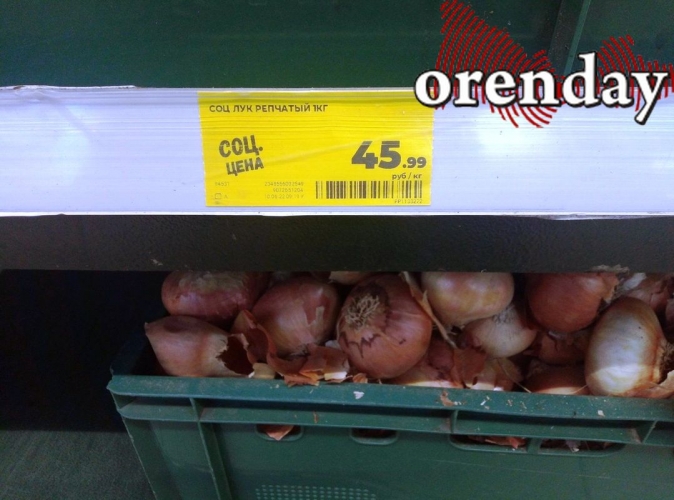 orenday
СОЦ ЛУК РЕПЧАТЫЙ 1КГ
СОЦ.
ЦЕНА
45.99
руб / кг